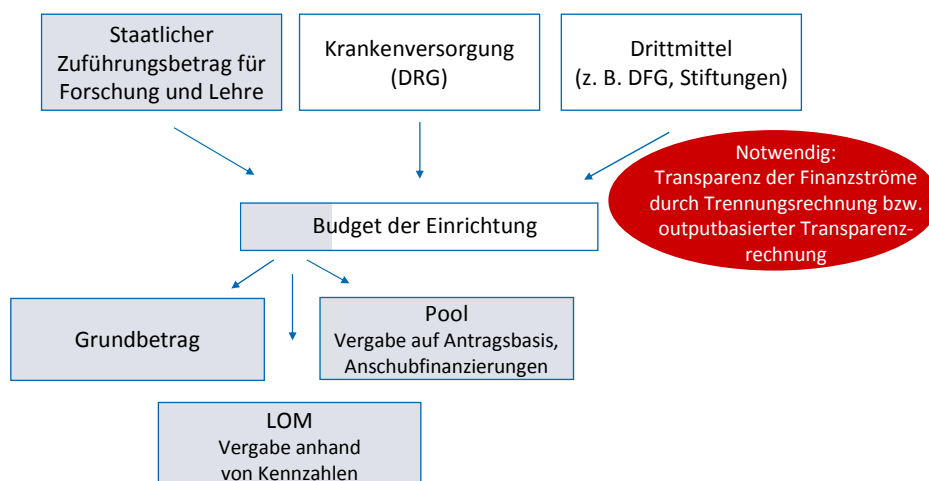 Staatlicher
Zuführungsbetrag für
Forschung und Lehre
Krankenversorgung
(DRG)
Drittmittel
(z. B. DFG, Stiftungen)
Notwendig:
Transparenz der Finanzströme
durch Trennungsrechnung bzw.
outputbasierter Transparenz-
rechnung
Budget der Einrichtung
Grundbetrag
Pool
Vergabe auf Antragsbasis,
Anschubfinanzierungen
LOM
Vergabe anhand
von Kennzahlen